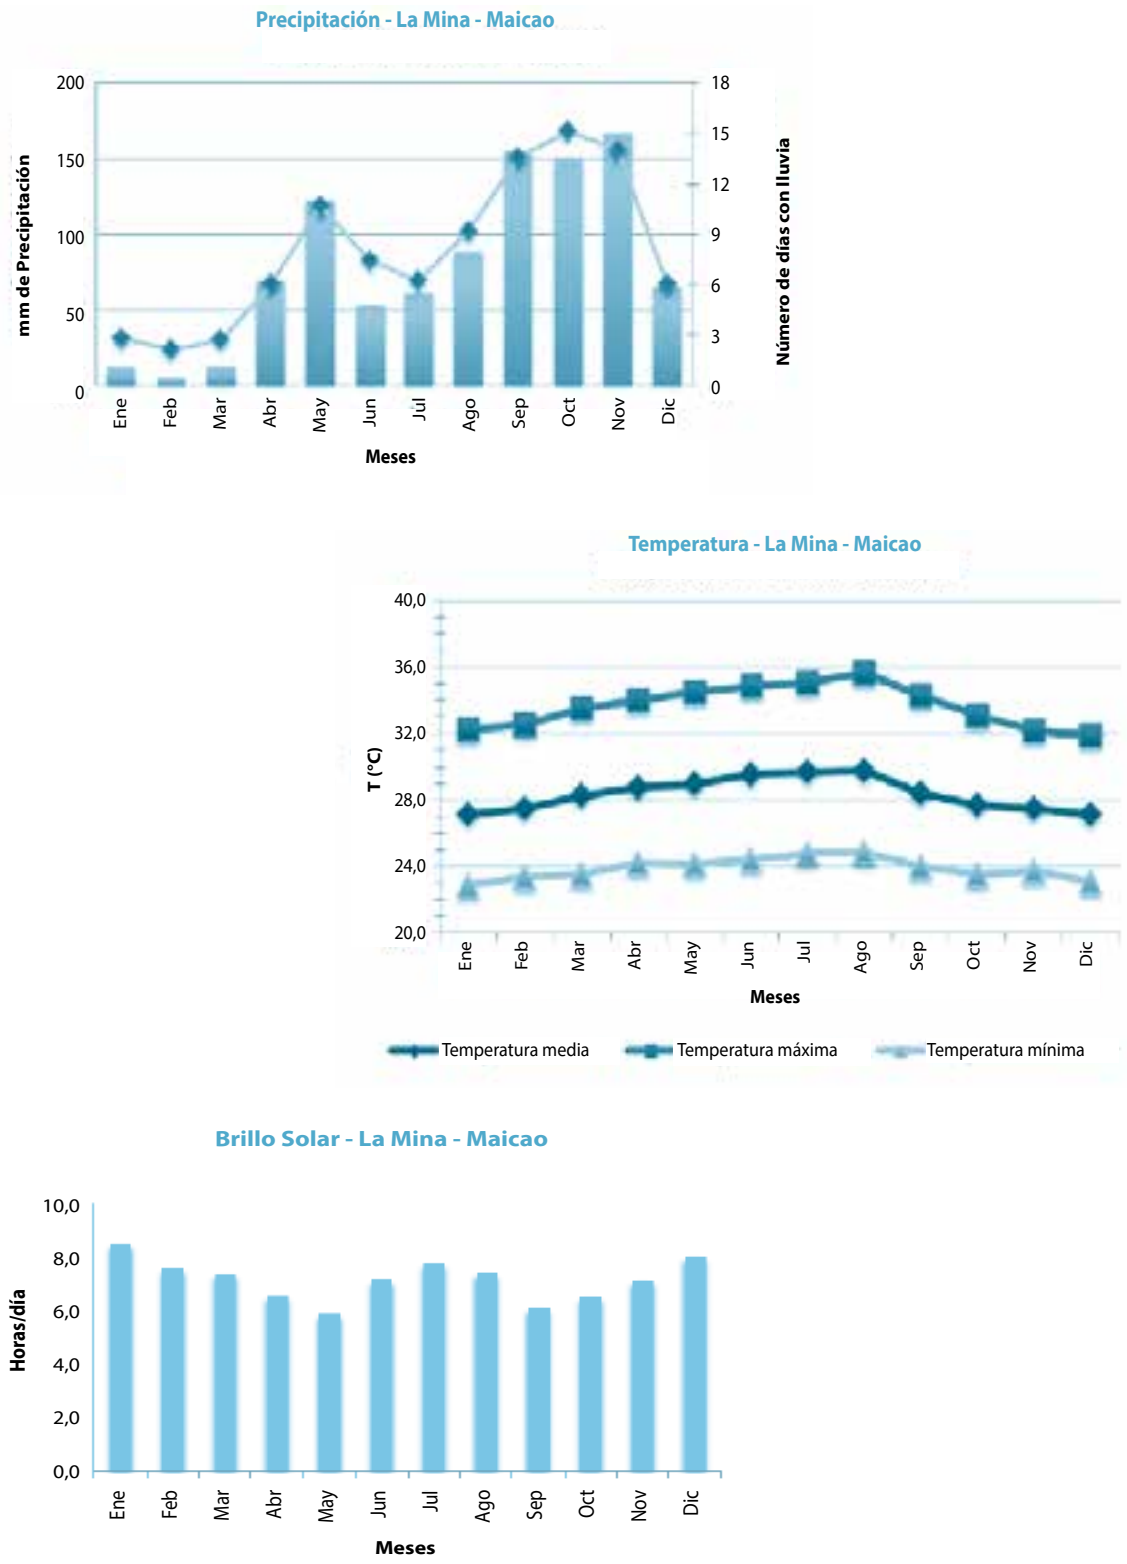 Precipitación - La Mina - Maicao
mm de Precipitación
200
150
100
50
0
18
15
12
9
6
3
0
Número de días con lluvia
Ene Feb Mar Abr May Jun Jul Ago Sep Oct Nov Dic
Meses
Temperatura - La Mina - Maicao
T (°C)
40,0
36,0
32,0
28,0
24,0
20,0
Ene Feb Mar Abr May Jun Jul Ago Sep Oct Nov Dic
Meses
Temperatura media Temperatura máxima Temperatura mínima
Brillo Solar - La Mina - Maicao
Horas/día
10,0
8,0
6,0
4,0
2,0
0,0
Ene Feb Mar Abr May Jun Jul Ago Sep Oct Nov Dic
Meses